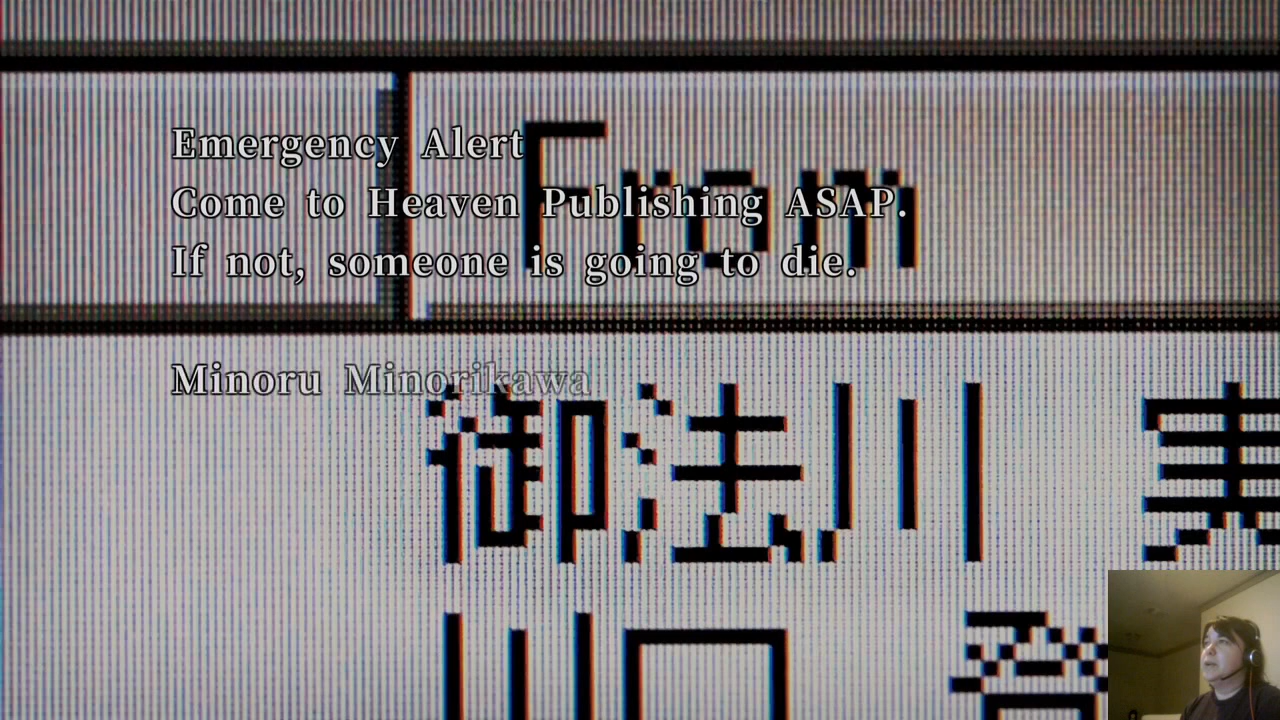 Emergency Alert
From
Come to Heaven Publishing ASAP.
If not, someone is going to die.
Minoru Minorikawa
御法川 実